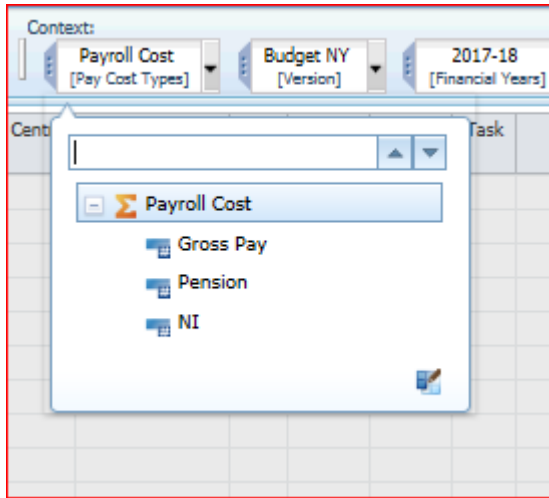 Context:
Payroll Cost
[Pay Cost Types]
Budget NY
[Version]
2017-18
[Financial Years]
Cent
Task
Payroll Cost
Gross Pay
Pension
NI